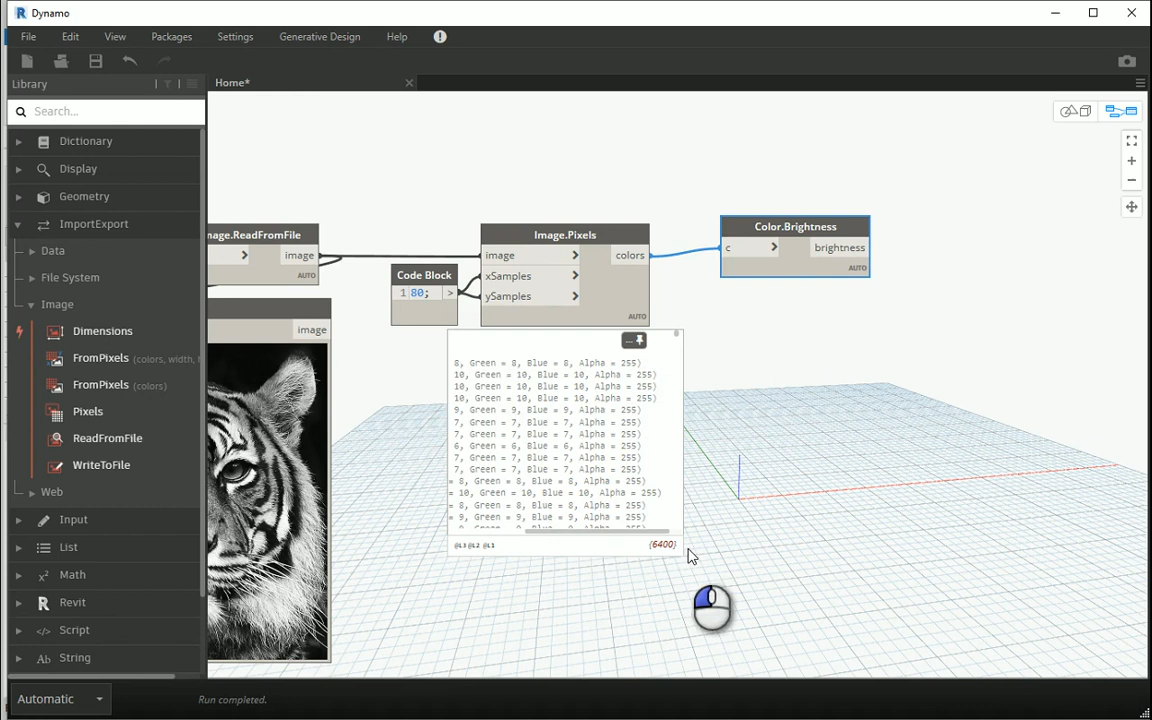 Dynamo
File Edit View Packages Settings Generative Design Help
Library
Home*
Search...
Dictionary
Display
Geometry
ImportExport
Data
File System
Image
Dimensions
FromPixels (colors, width,
FromPixels (colors)
Pixels
ReadFromFile
WriteToFile
Web
Input
List
Math
Revit
Script
String
mage.ReadFromFile
> image
AUTO
image
Code Block
1 80; >
Image.Pixels
image > colors
xSamples >
ySamples >
AUTO
Color.Brightness
c > brightness
AUTO
8, Green = 8, Blue = 8, Alpha = 255)
10, Green = 10, Blue = 10, Alpha = 255)
10, Green = 10, Blue = 10, Alpha = 255)
10, Green = 10, Blue = 10, Alpha = 255)
9, Green = 9, Blue = 9, Alpha = 255)
7, Green = 7, Blue = 7, Alpha = 255)
7, Green = 7, Blue = 7, Alpha = 255)
6, Green = 6, Blue = 6, Alpha = 255)
7, Green = 7, Blue = 7, Alpha = 255)
7, Green = 7, Blue = 7, Alpha = 255)
= 8, Green = 8, Blue = 8, Alpha = 255)
= 10, Green = 10, Blue = 10, Alpha = 255)
= 8, Green = 8, Blue = 8, Alpha = 255)
= 9, Green = 9, Blue = 9, Alpha = 255)
@L3 @L2 @L1 {6400}
Automatic
Run completed.